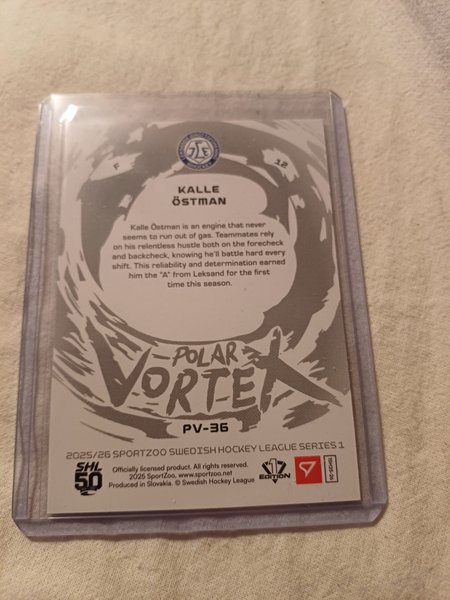 F
12
KALLE
ÖSTMAN
Kalle Östman is an engine that never
seems to run out of gas. Teammates rely
on his relentless hustle both on the forecheck
and backcheck, knowing he'll battle hard every
shift. This reliability and determination earned
him the "A" from Leksand for the first
time this season.
POLAR
VORTEX
PV-36
2025/26 SPORTZOO SWEDISH HOCKEY LEAGUE SERIES 1
SHL
50
Officially licensed product. All rights reserved.
2025 SportZoo, www.sportzoo.net
Produced in Slovakia. © Swedish Hockey League
EDITION